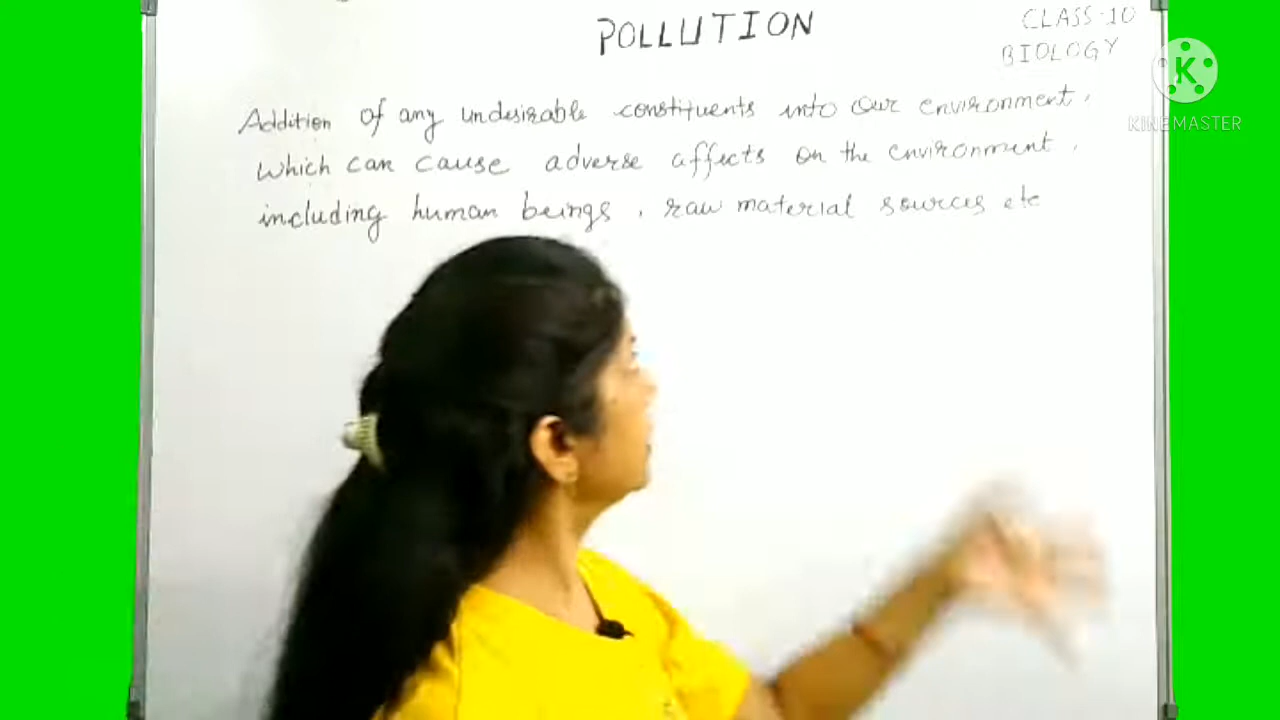 POLLUTION
CLASS-10
BIOLOGY
K
KINEMASTER
Addition of any undesirable constituents into our environment,
which can cause adverse affects on the environment,
including human beings, raw material sources etc